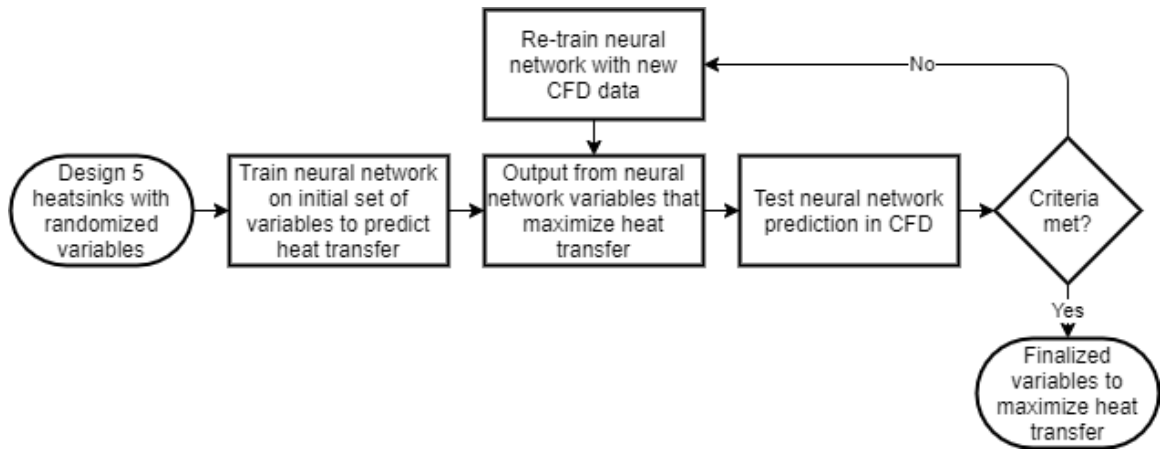 Re-train neural
network with new
CFD data
No
Design 5
heatsinks with
randomized
variables
Train neural network
on initial set of
variables to predict
heat transfer
Output from neural
network variables that
maximize heat
transfer
Test neural network
prediction in CFD
Criteria
met?
Yes
Finalized
variables to
maximize heat
transfer